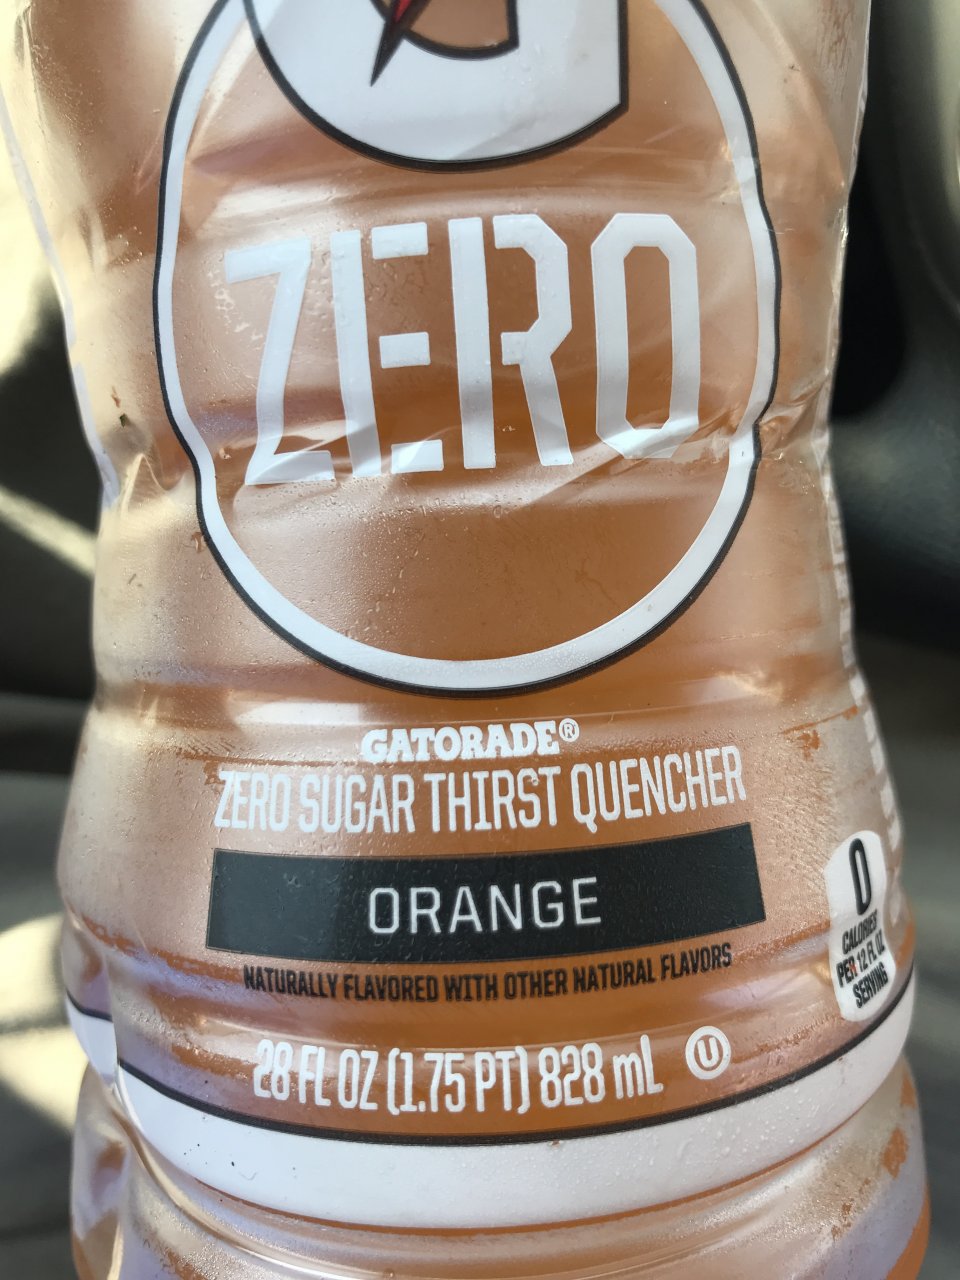 G
ZERO
GATORADE®
ZERO SUGAR THIRST QUENCHER
ORANGE
NATURALLY FLAVORED WITH OTHER NATURAL FLAVORS
28 FL OZ (1.75 PT) 828 mL U
0
CALORIES
PER 12 FL OZ
SERVING